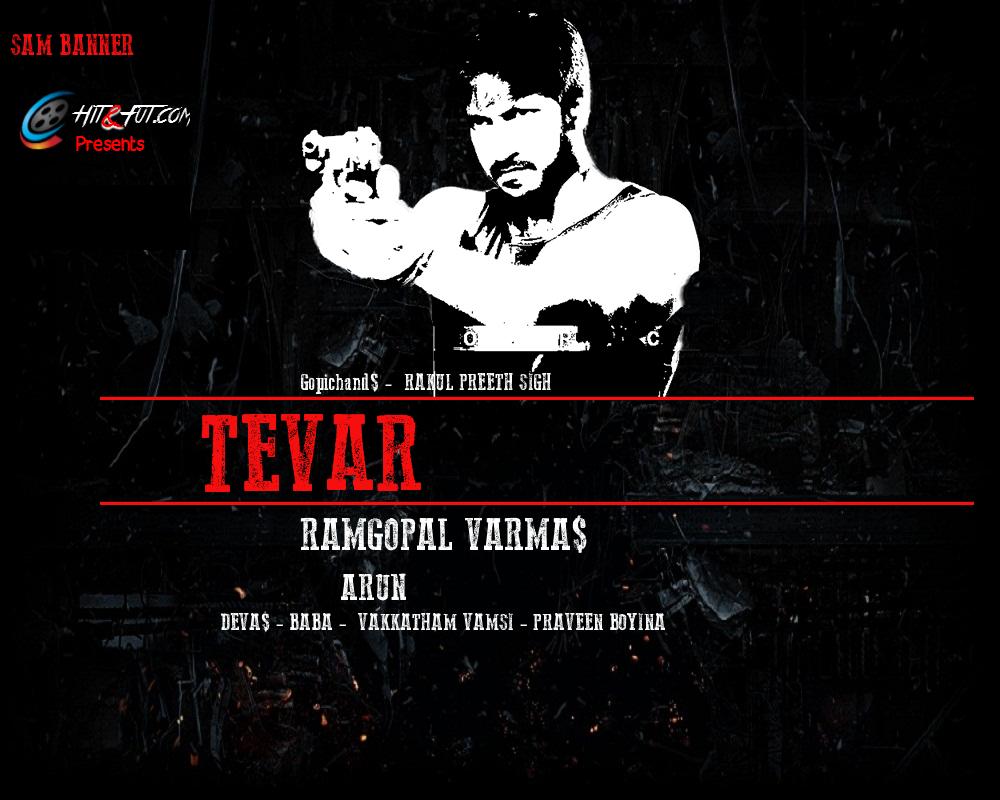 SAM BANNER
HIT&FUT.COM
Presents
Gopichand$ - RAKUL PREETH SIGH
TEVAR
RAMGOPAL VARMA$
ARUN
DEVA$ - BABA - VAKKATHAM VAMSI - PRAVEEN BOYINA